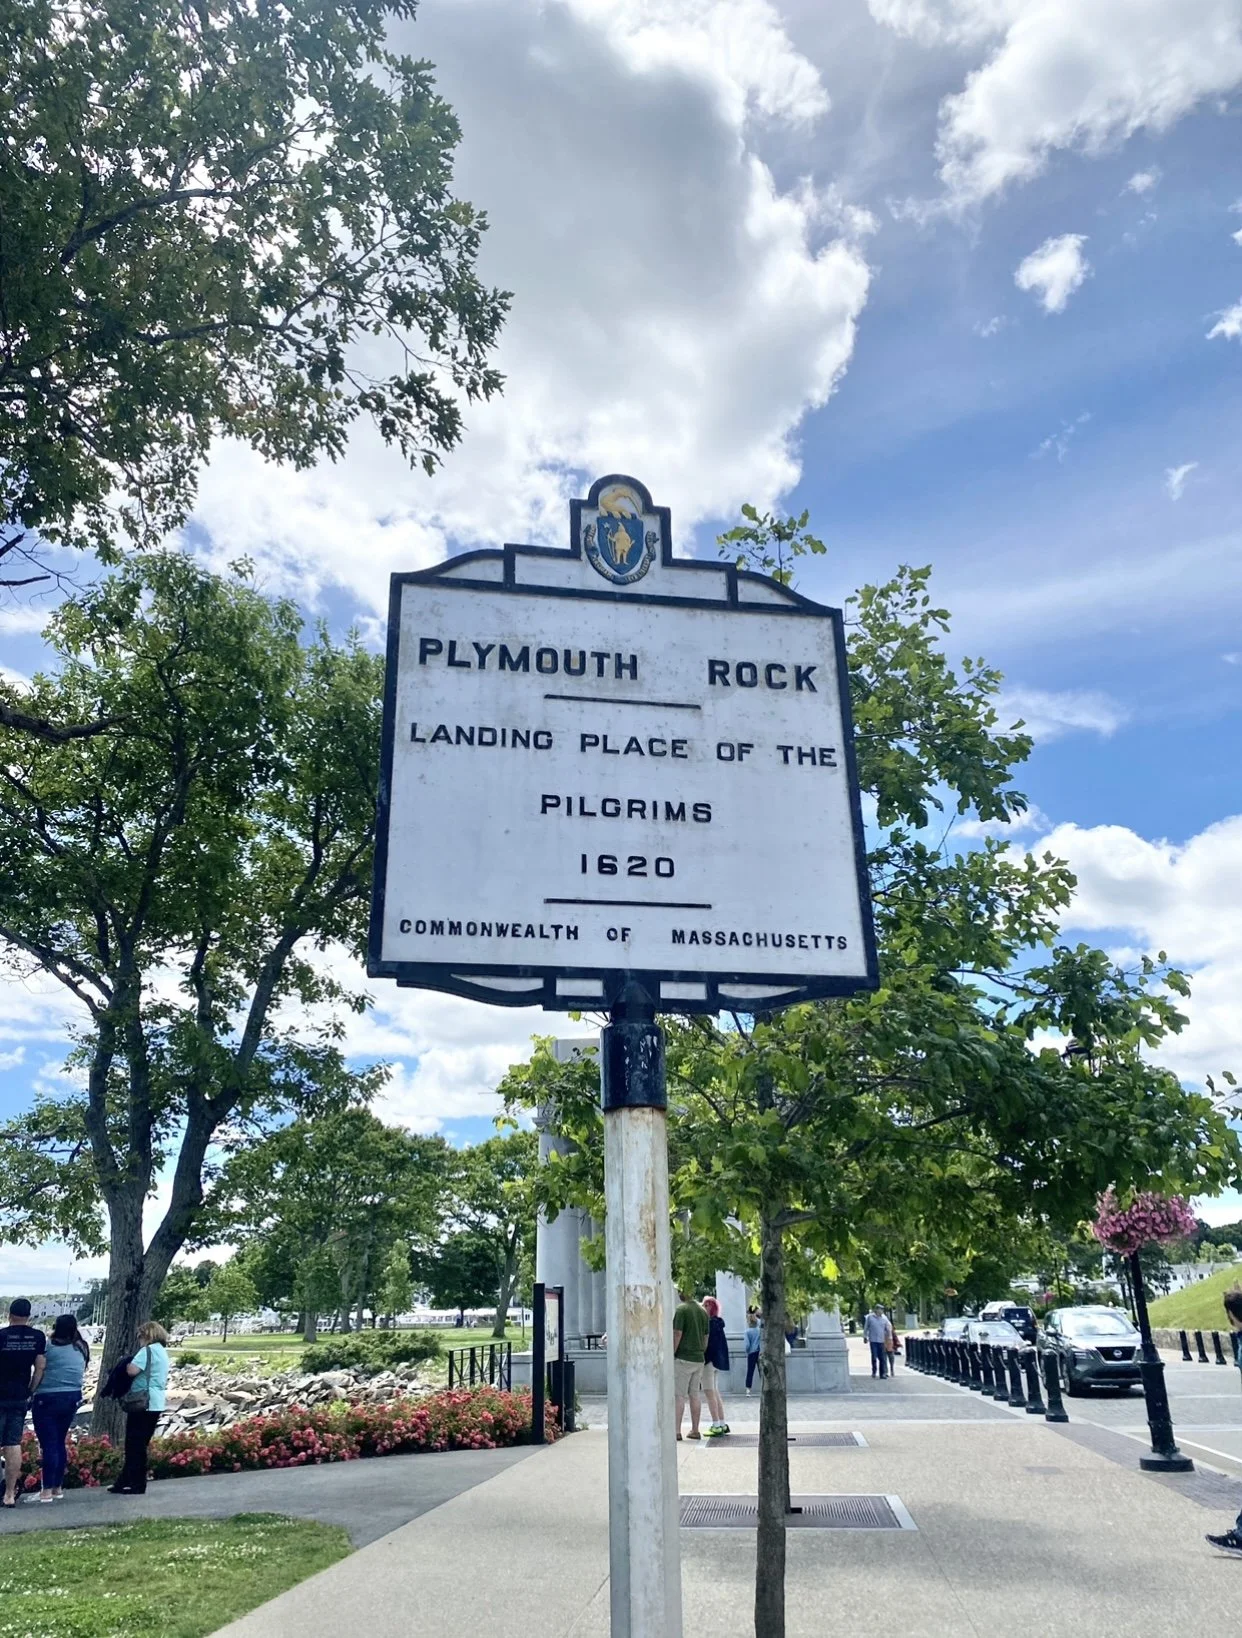 PLYMOUTH ROCK
LANDING PLACE OF THE
PILGRIMS
1620
COMMONWEALTH OF MASSACHUSETTS